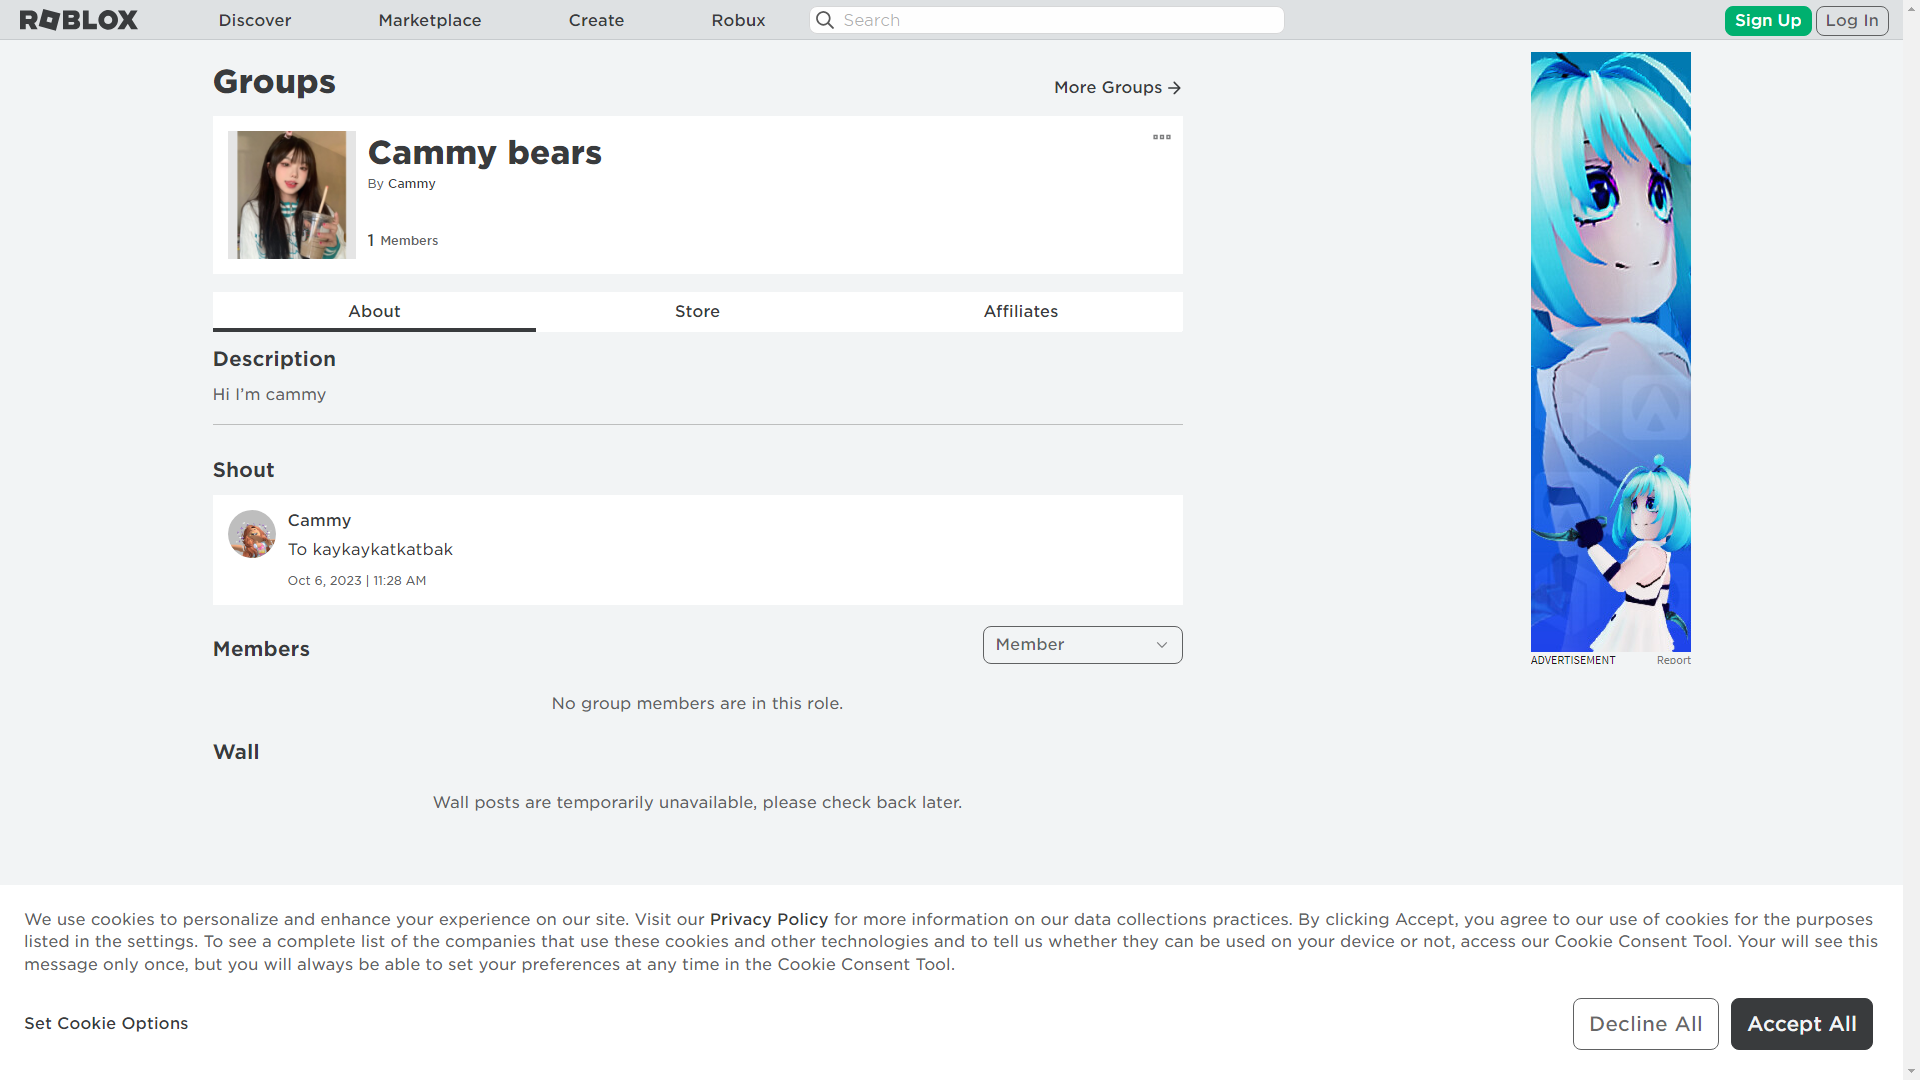 ROBLOX
Discover
Marketplace
Create
Robux
Search
Sign Up
Log In
Groups
More Groups
Cammy bears
By Cammy
1 Members
About
Store
Affiliates
Description
Hi I’m cammy
Shout
Cammy
To kaykaykatkatbak
Oct 6, 2023 | 11:28 AM
Members
Member
No group members are in this role.
Wall
Wall posts are temporarily unavailable, please check back later.
ADVERTISEMENT
Report
We use cookies to personalize and enhance your experience on our site. Visit our Privacy Policy for more information on our data collections practices. By clicking Accept, you agree to our use of cookies for the purposes
listed in the settings. To see a complete list of the companies that use these cookies and other technologies and to tell us whether they can be used on your device or not, access our Cookie Consent Tool. Your will see this
message only once, but you will always be able to set your preferences at any time in the Cookie Consent Tool.
Set Cookie Options
Decline All
Accept All